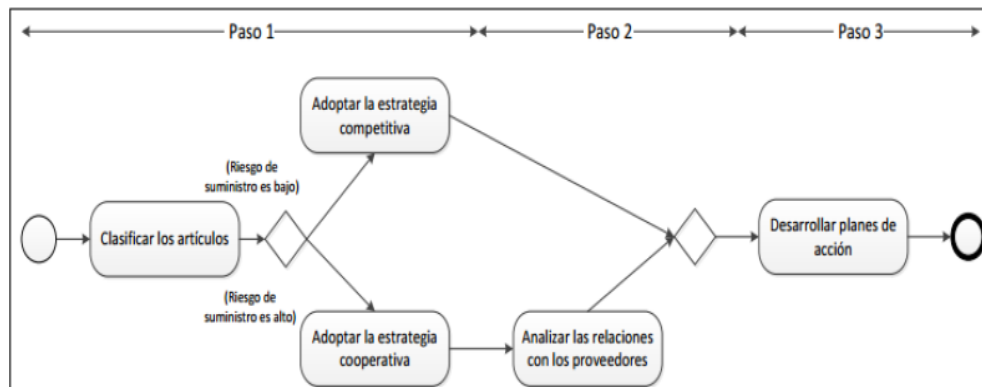 Paso 1
Paso 2
Paso 3
Adoptar la estrategia
competitiva
(Riesgo de
suministro es bajo)
Clasificar los artículos
Desarrollar planes de
acción
(Riesgo de
suministro es alto)
Adoptar la estrategia
cooperativa
Analizar las relaciones
con los proveedores